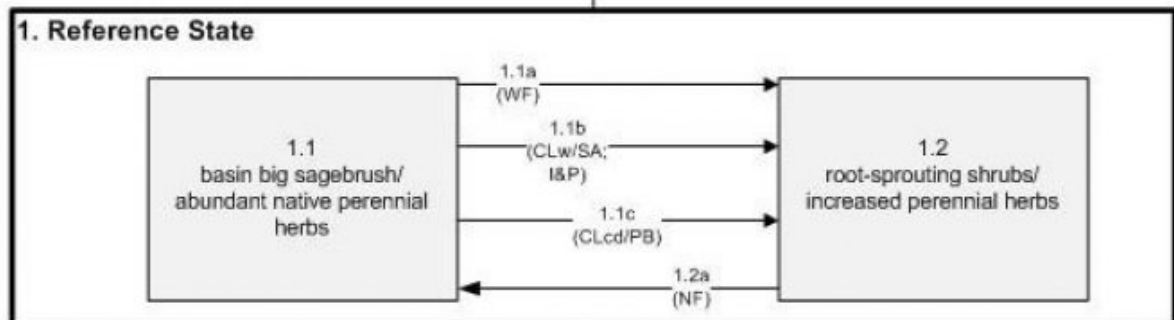 1. Reference State
1.1a
(WF)
1.1
basin big sagebrush/
abundant native perennial
herbs
1.1b
(CLw/SA;
I&P)
1.1c
(CLcd/PB)
1.2a
(NF)
1.2
root-sprouting shrubs/
increased perennial herbs